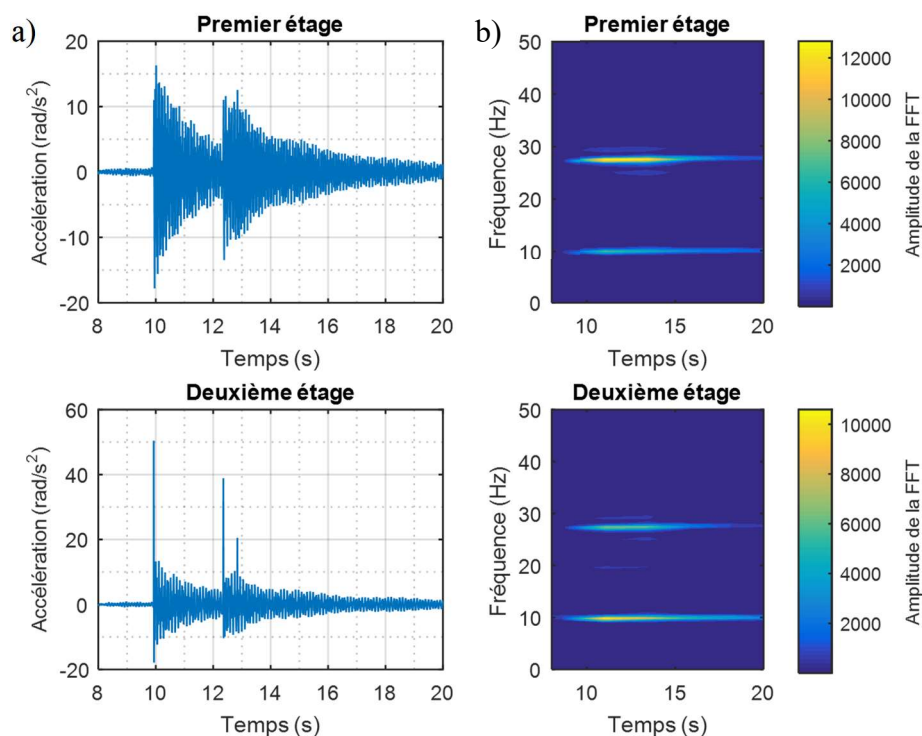 a)
Premier étage
Accélération (rad/s²)
20
10
0
-10
-20
8 10 12 14 16 18 20
Temps (s)
b)
Premier étage
Fréquence (Hz)
50
40
30
20
10
0
10 15 20
Temps (s)
12000
10000
8000
6000
4000
2000
Amplitude de la FFT
Deuxième étage
Accélération (rad/s²)
60
40
20
0
-20
8 10 12 14 16 18 20
Temps (s)
Deuxième étage
Fréquence (Hz)
50
40
30
20
10
0
10 15 20
Temps (s)
10000
8000
6000
4000
2000
Amplitude de la FFT